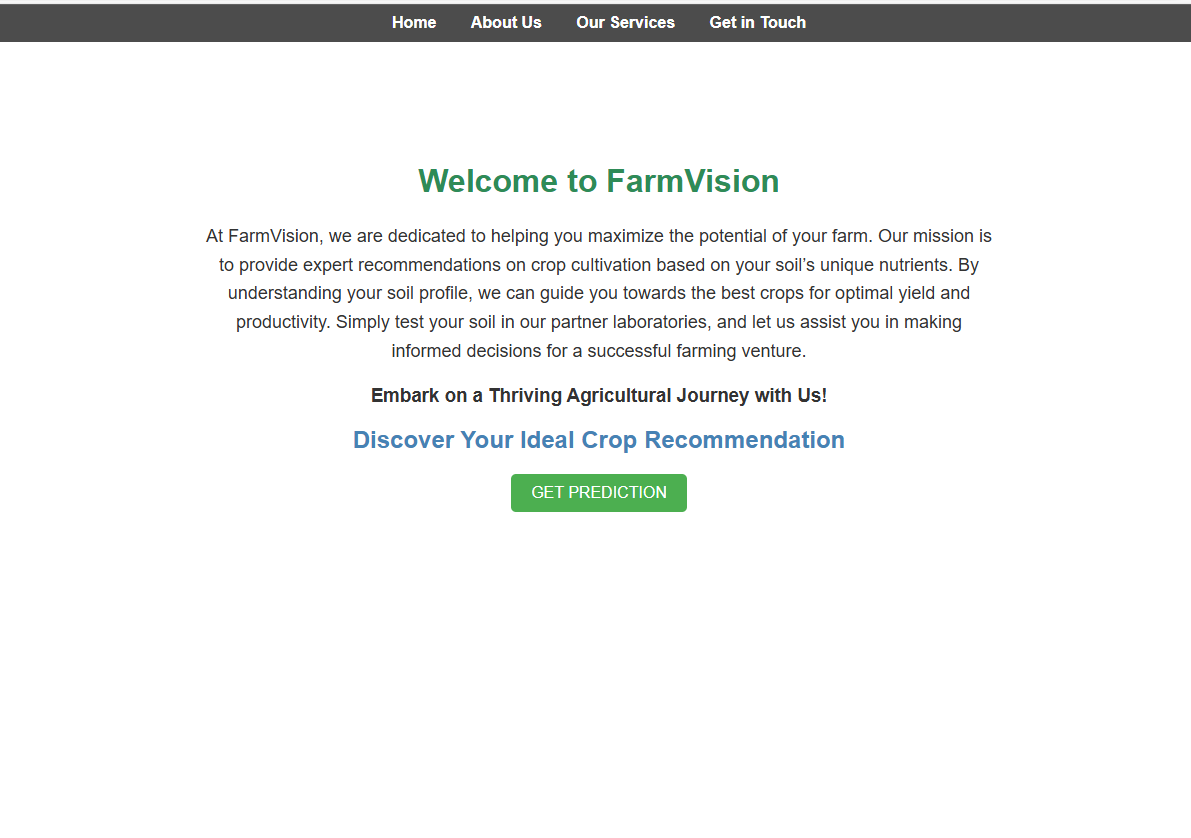 Home About Us Our Services Get in Touch
Welcome to FarmVision
At FarmVision, we are dedicated to helping you maximize the potential of your farm. Our mission is
to provide expert recommendations on crop cultivation based on your soil’s unique nutrients. By
understanding your soil profile, we can guide you towards the best crops for optimal yield and
productivity. Simply test your soil in our partner laboratories, and let us assist you in making
informed decisions for a successful farming venture.
Embark on a Thriving Agricultural Journey with Us!
Discover Your Ideal Crop Recommendation
GET PREDICTION